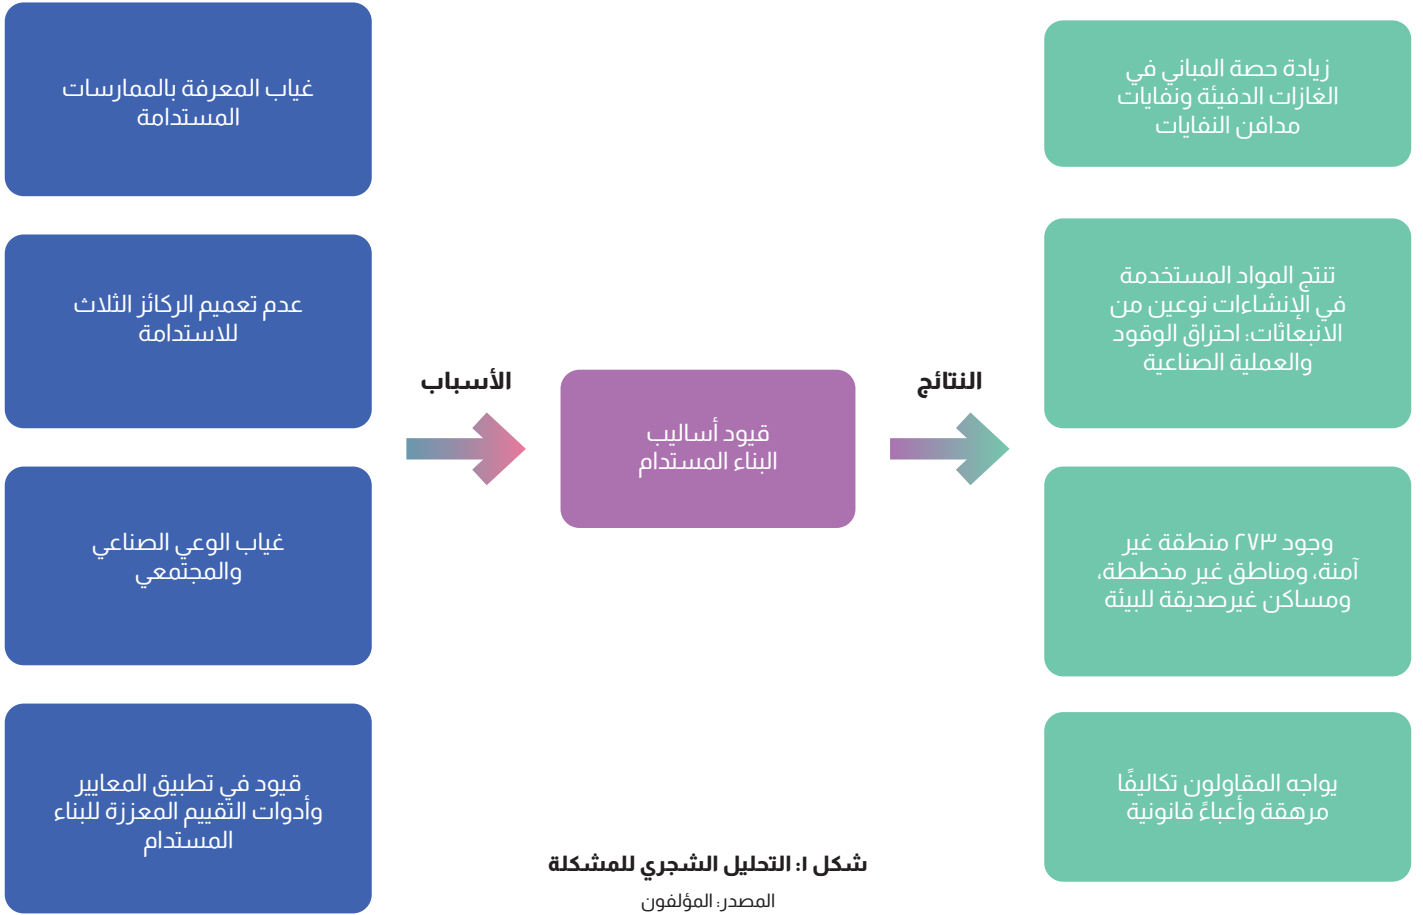 غياب المعرفة بالممارسات
المستدامة
عدم تعميم الركائز الثلاث
للاستدامة
غياب الوعي الصناعي
والمجتمعي
قيود في تطبيق المعايير
وأدوات التقييم المعززة للبناء
المستدام
الأسباب
قيود أساليب
البناء المستدام
النتائج
زيادة حصة المباني في
الغازات الدفيئة ونفايات
مدافن النفايات
تنتج المواد المستخدمة
في الإنشاءات نوعين من
الانبعاثات: احتراق الوقود
والعملية الصناعية
وجود ٢٧٣ منطقة غير
آمنة، ومناطق غير مخططة،
ومساكن غيرصديقة للبيئة
يواجه المقاولون تكاليفًا
مرهقة وأعباءً قانونية
شكل ١: التحليل الشجري للمشكلة
المصدر: المؤلفون